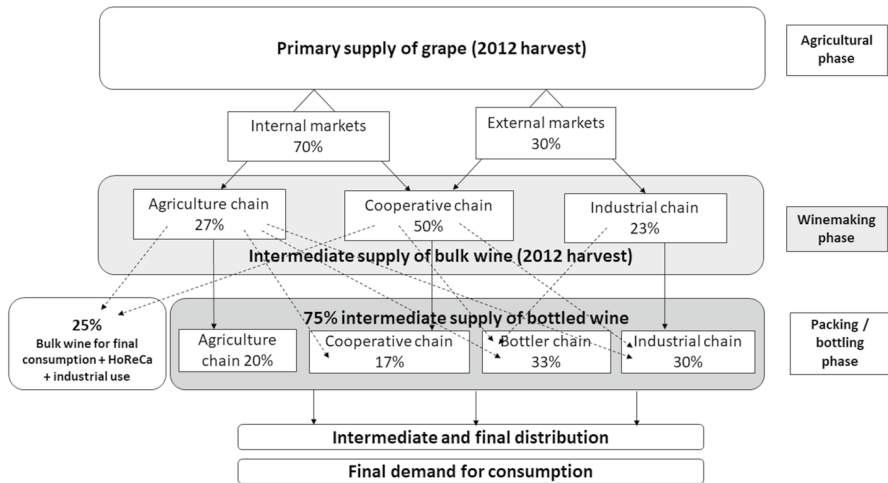 Primary supply of grape (2012 harvest)
Agricultural
phase
Internal markets
70%
External markets
30%
Agriculture chain
27%
Cooperative chain
50%
Industrial chain
23%
Intermediate supply of bulk wine (2012 harvest)
Winemaking
phase
25%
Bulk wine for final
consumption + HoReCa
+ industrial use
75% intermediate supply of bottled wine
Agriculture
chain 20%
Cooperative chain
17%
Bottler chain
33%
Industrial chain
30%
Packing /
bottling
phase
Intermediate and final distribution
Final demand for consumption